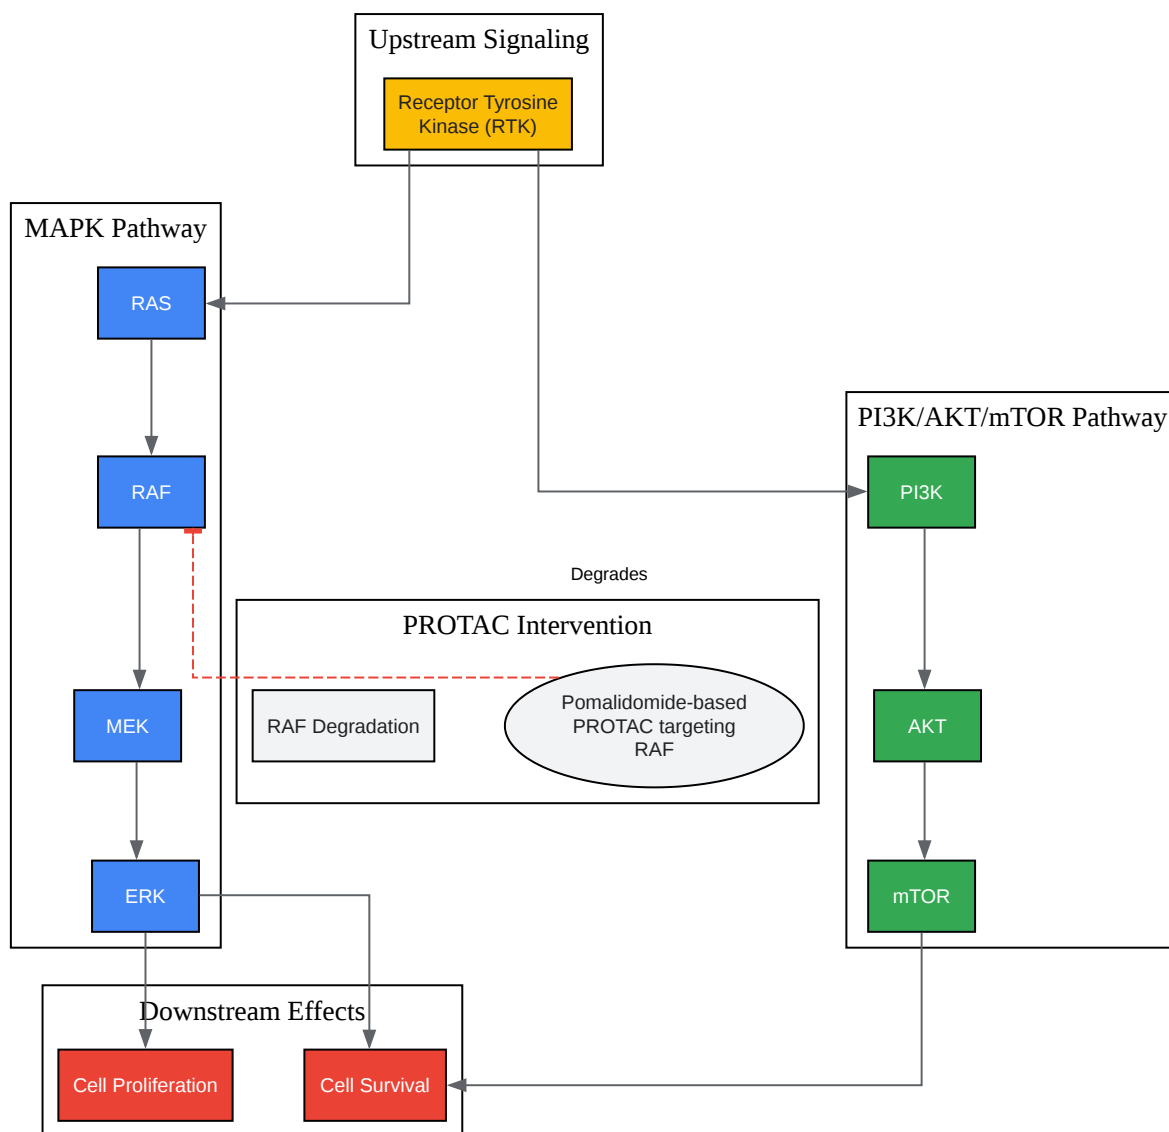 Upstream Signaling
Receptor Tyrosine
Kinase (RTK)
MAPK Pathway
RAS
RAF
MEK
ERK
PI3K/AKT/mTOR Pathway
PI3K
AKT
mTOR
Degrades
PROTAC Intervention
RAF Degradation
Pomalidomide-based
PROTAC targeting
RAF
Downstream Effects
Cell Proliferation
Cell Survival